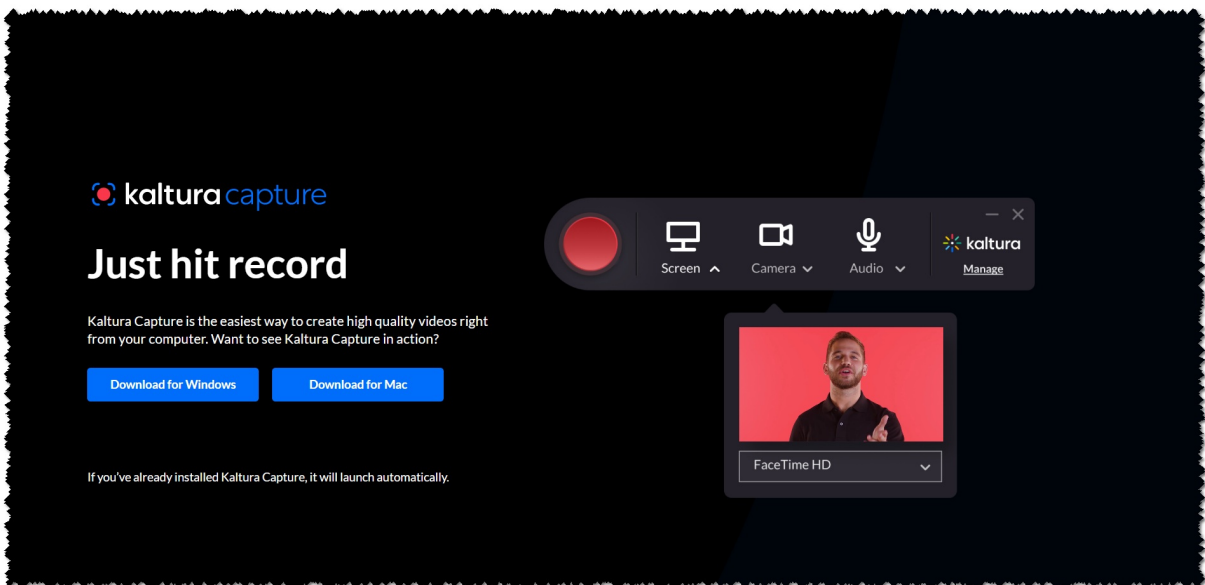 kaltura capture
Just hit record
Kaltura Capture is the easiest way to create high quality videos right
from your computer. Want to see Kaltura Capture in action?
Download for Windows Download for Mac
If you've already installed Kaltura Capture, it will launch automatically.
Screen Camera Audio
kaltura
Manage
FaceTime HD